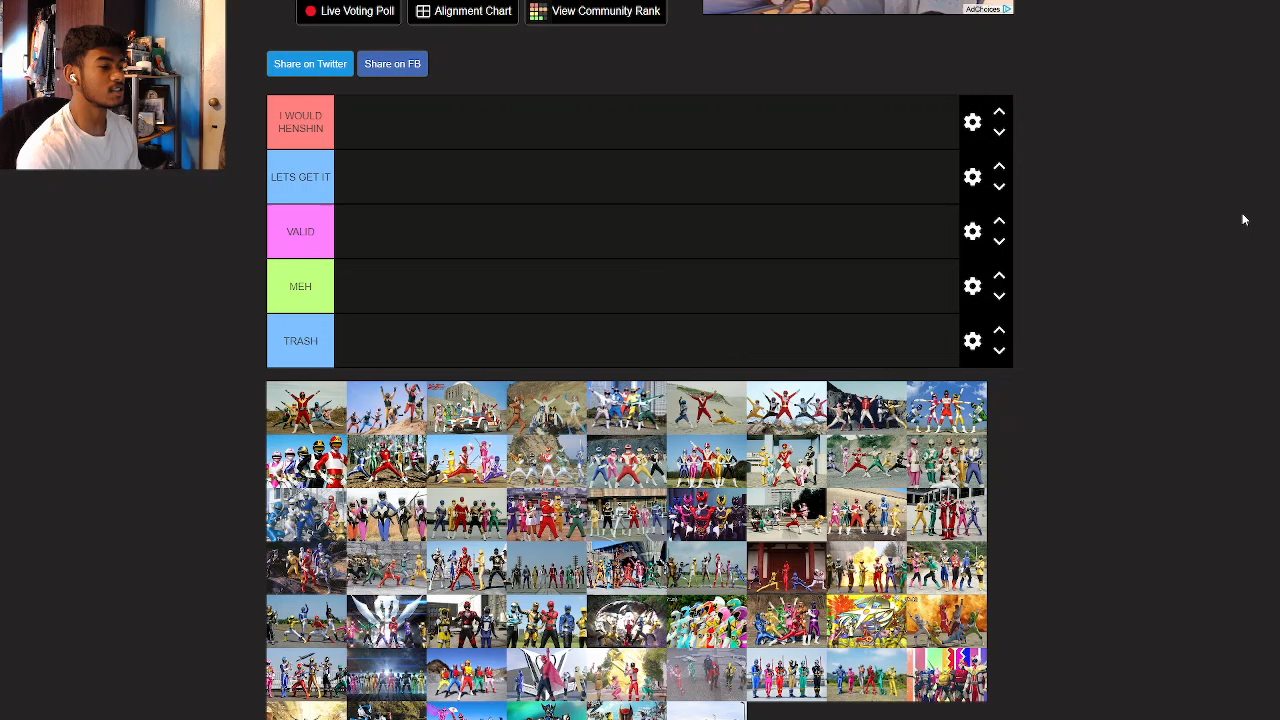 Live Voting Poll
Alignment Chart
View Community Rank
AdChoices
Share on Twitter
Share on FB
I WOULD
HENSHIN
LETS GET IT
VALID
MEH
TRASH